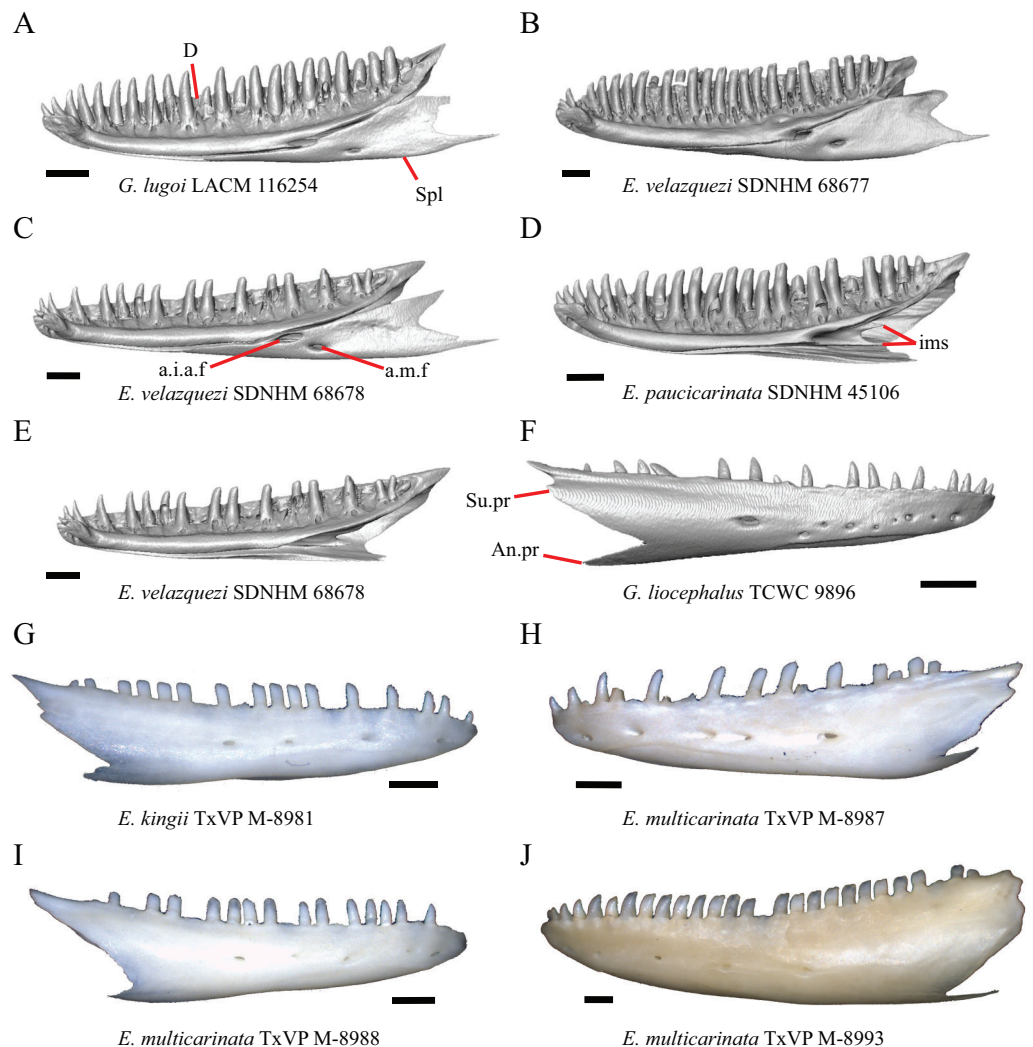 A
D
G. lugoi LACM 116254
Spl
B
E. velazquezi SDNHM 68677
C
a.i.a.f
a.m.f
E. velazquezi SDNHM 68678
D
ims
E. paucicarinata SDNHM 45106
E
E. velazquezi SDNHM 68678
F
Su.pr
An.pr
G. liocephalus TCWC 9896
G
E. kingii TxVP M-8981
H
E. multicarinata TxVP M-8987
I
E. multicarinata TxVP M-8988
J
E. multicarinata TxVP M-8993